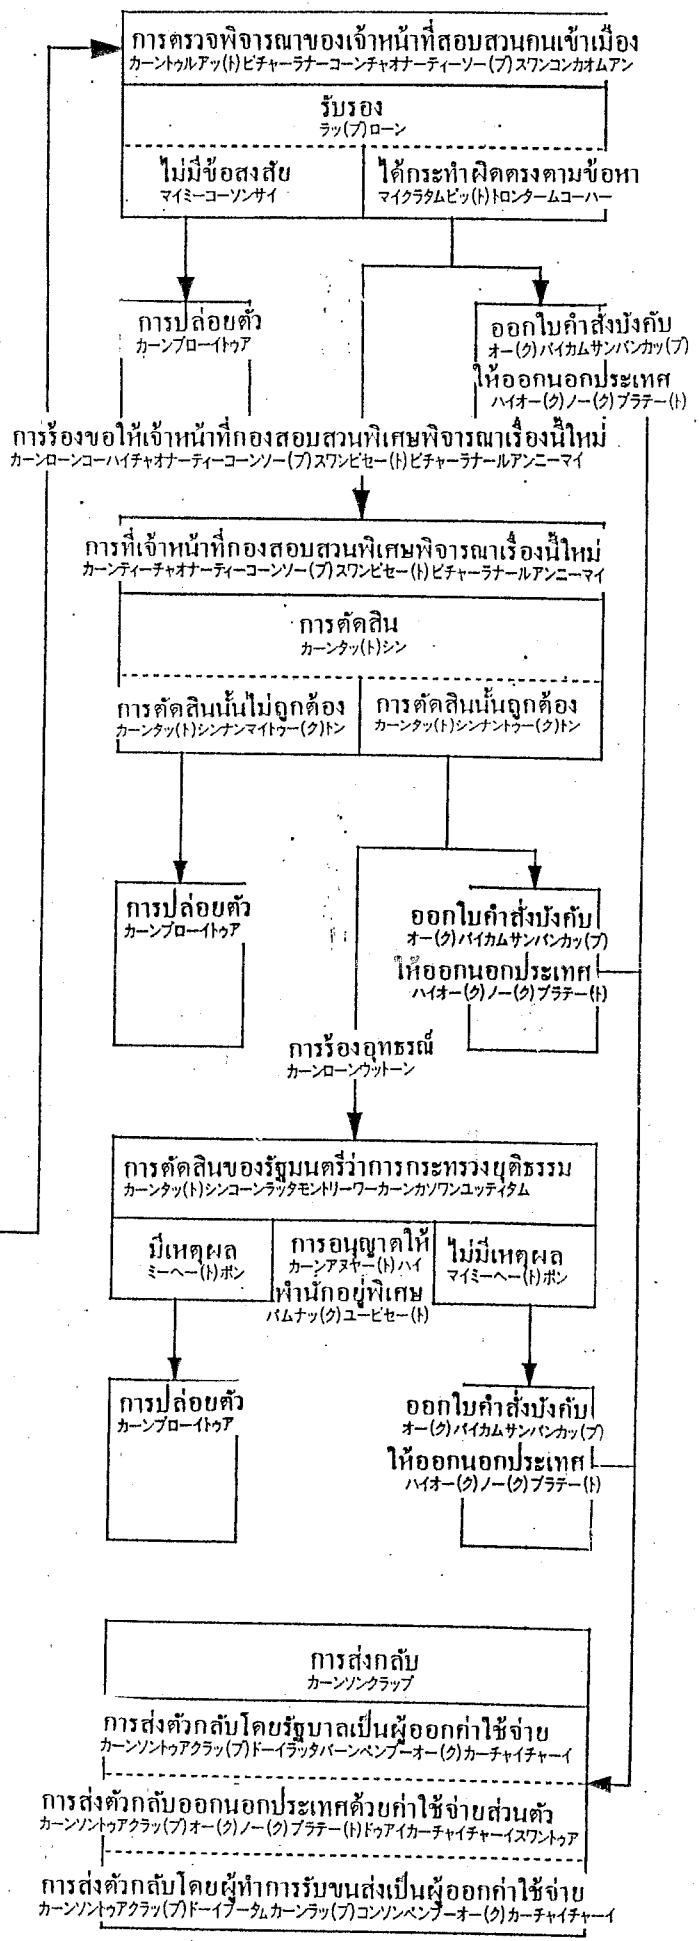 การตรวจพิจารณาของเจ้าหน้าที่สอบสวนคนเข้าเมือง
カーントゥルアッ(ト)ピチャーラナーコーンチャオナーティーソー(プ)スワンコンカオムアン
รับรอง
ラッ(プ)ローン
ไม่มีข้อสงสัย
マイミーコーソンサイ
ได้กระทำผิดตรงตามข้อหา
マイクラタムピッ(ト)トロンタームコーハー
การปล่อยตัว
カーンプローイトゥア
ออกใบคำสั่งบังคับ
オー(ク)バイカムサンバンカッ(プ)
ให้ออกนอกประเทศ
ハイオー(ク)ノー(ク)プラテー(ト)
การร้องขอให้เจ้าหน้าที่กองสอบสวนพิเศษพิจารณาเรื่องนี้ใหม่
カーンローンコーハイチャオナーティーコーンソー(プ)スワンピセー(ト)ピチャーラナールアンニーマイ
การที่เจ้าหน้าที่กองสอบสวนพิเศษพิจารณาเรื่องนี้ใหม่
カーンティーチャオナーティーコーンソー(プ)スワンピセー(ト)ピチャーラナールアンニーマイ
การตัดสิน
カーンタッ(ト)シン
การตัดสินนั้นไม่ถูกต้อง
カーンタッ(ト)シンナンマイトゥー(ク)トン
การตัดสินนั้นถูกต้อง
カーンタッ(ト)シンナントゥー(ク)トン
การปล่อยตัว
カーンプローイトゥア
ออกใบคำสั่งบังคับ
オー(ク)バイカムサンバンカッ(プ)
ให้ออกนอกประเทศ
ハイオー(ク)ノー(ク)プラテー(ト)
การร้องอุทธรณ์
カーンローンウットーン
การตัดสินของรัฐมนตรีว่าการกระทรวงยุติธรรม
カーンタッ(ト)シンコーンラッタモントリーワーカーンカソワンユッティタム
มีเหตุผล
ミーヘー(ト)ポン
การอนุญาตให้
カーンアヌヤー(ト)ハイ
พำนักอยู่พิเศษ
パムナッ(ク)ユーピセー(ト)
ไม่มีเหตุผล
マイミーヘー(ト)ポン
การปล่อยตัว
カーンプローイトゥア
ออกใบคำสั่งบังคับ
オー(ク)バイカムサンバンカッ(プ)
ให้ออกนอกประเทศ
ハイオー(ク)ノー(ク)プラテー(ト)
การส่งกลับ
カーンソンクラップ
การส่งตัวกลับโดยรัฐบาลเป็นผู้ออกค่าใช้จ่าย
カーンソントゥアクラッ(プ)ドーイラッタバーンペンプーオー(ク)カーチャイチャーイ
การส่งตัวกลับออกนอกประเทศด้วยค่าใช้จ่ายส่วนตัว
カーンソントゥアクラッ(プ)オー(ク)ノー(ク)プラテー(ト)ドゥアイカーチャイチャーイスワントゥア
การส่งตัวกลับโดยผู้ทำการรับขนส่งเป็นผู้ออกค่าใช้จ่าย
カーンソントゥアクラッ(プ)ドーイプータムカーンラッ(プ)コンソンペンプーオー(ク)カーチャイチャーイ